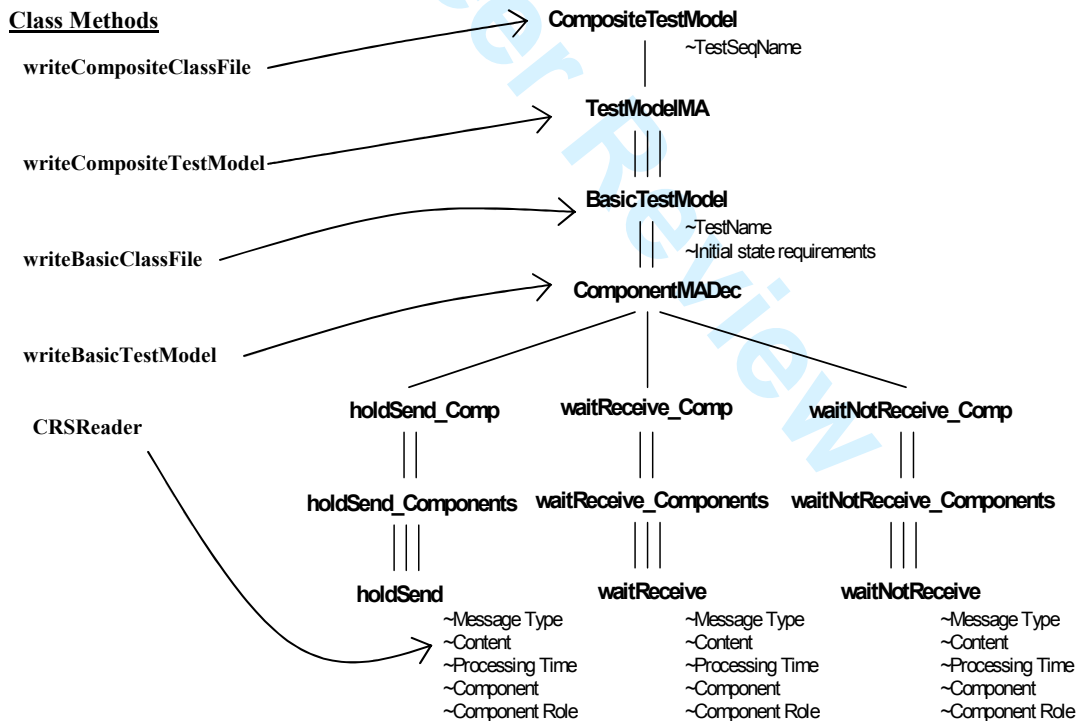 Class Methods
writeCompositeClassFile
writeCompositeTestModel
writeBasicClassFile
writeBasicTestModel
CRSReader
CompositeTestModel
~TestSeqName
TestModelMA
BasicTestModel
~TestName
~Initial state requirements
ComponentMADec
holdSend_Comp
waitReceive_Comp
waitNotReceive_Comp
holdSend_Components
waitReceive_Components
waitNotReceive_Components
holdSend
~Message Type
~Content
~Processing Time
~Component
~Component Role
waitReceive
~Message Type
~Content
~Processing Time
~Component
~Component Role
waitNotReceive
~Message Type
~Content
~Processing Time
~Component
~Component Role
Review